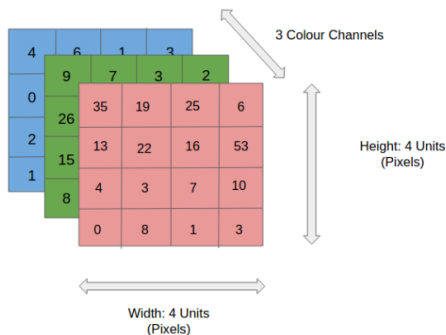 3 Colour Channels
4 6 1 3
0
2
1
9 7 3 2
26
15
8
35 19 25 6
13 22 16 53
4 3 7 10
0 8 1 3
Height: 4 Units
(Pixels)
Width: 4 Units
(Pixels)